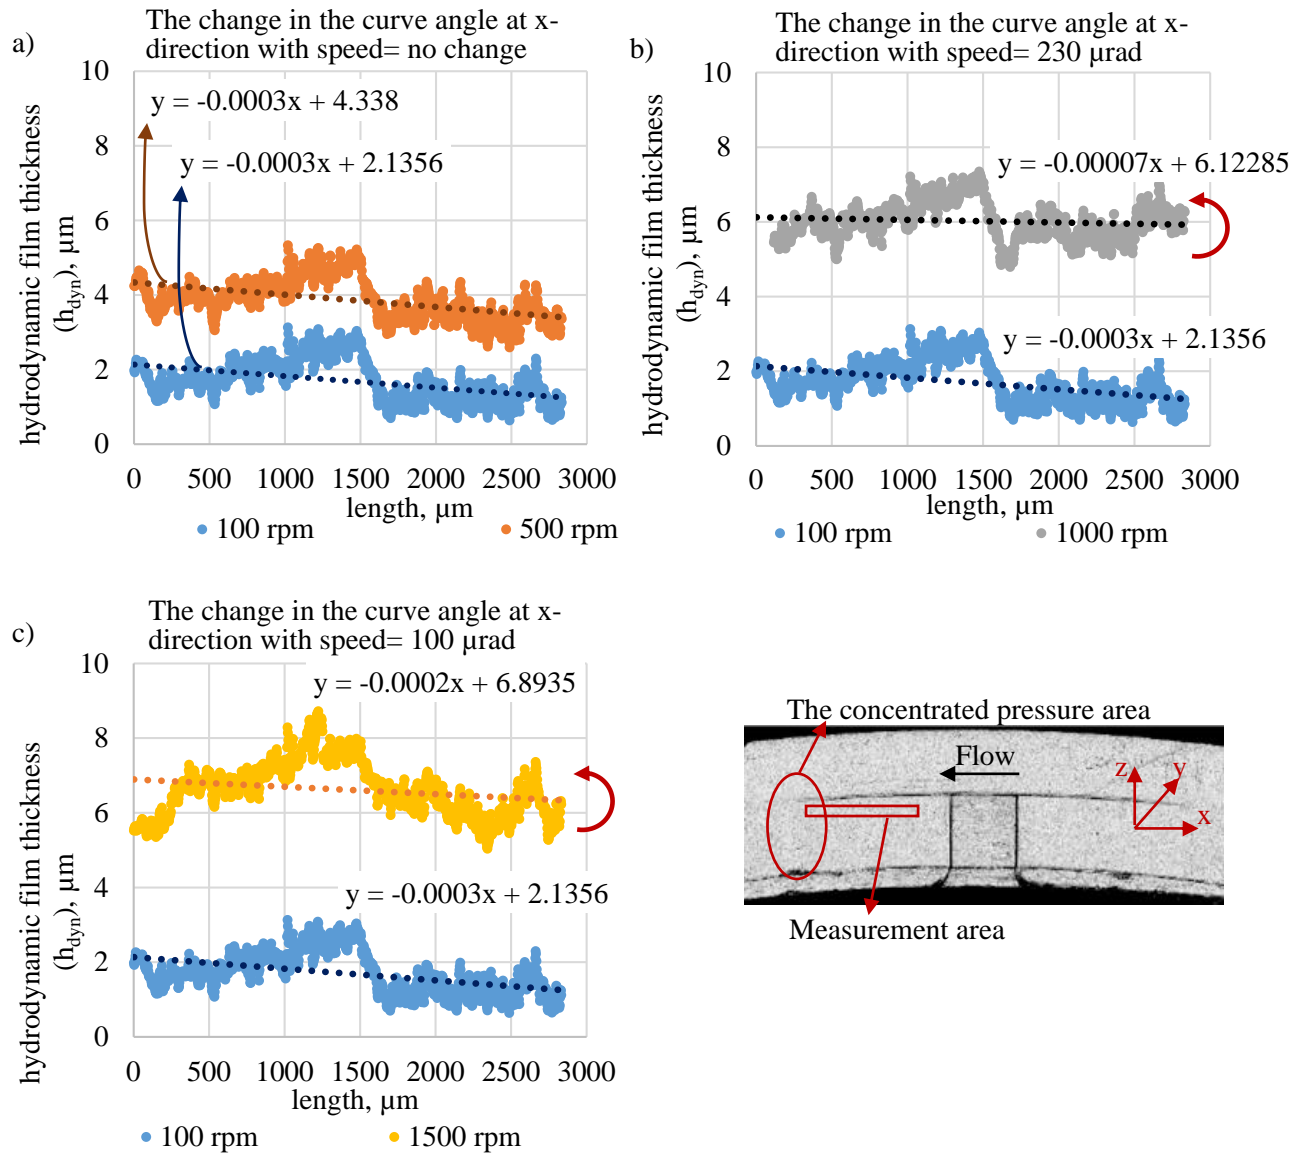 a)
The change in the curve angle at x-
direction with speed= no change
hydrodynamic film thickness
(h_dyn), µm
10
8
6
4
2
0
y = -0.0003x + 4.338
y = -0.0003x + 2.1356
0 500 1000 1500 2000 2500 3000
length, µm
100 rpm 500 rpm
b)
The change in the curve angle at x-
direction with speed= 230 µrad
hydrodynamic film thickness
(h_dyn), µm
10
8
6
4
2
0
y = -0.00007x + 6.12285
y = -0.0003x + 2.1356
0 500 1000 1500 2000 2500 3000
length, µm
100 rpm 1000 rpm
c)
The change in the curve angle at x-
direction with speed= 100 µrad
hydrodynamic film thickness
(h_dyn), µm
10
8
6
4
2
0
y = -0.0002x + 6.8935
y = -0.0003x + 2.1356
0 500 1000 1500 2000 2500 3000
length, µm
100 rpm 1500 rpm
The concentrated pressure area
Flow
z
y
x
Measurement area